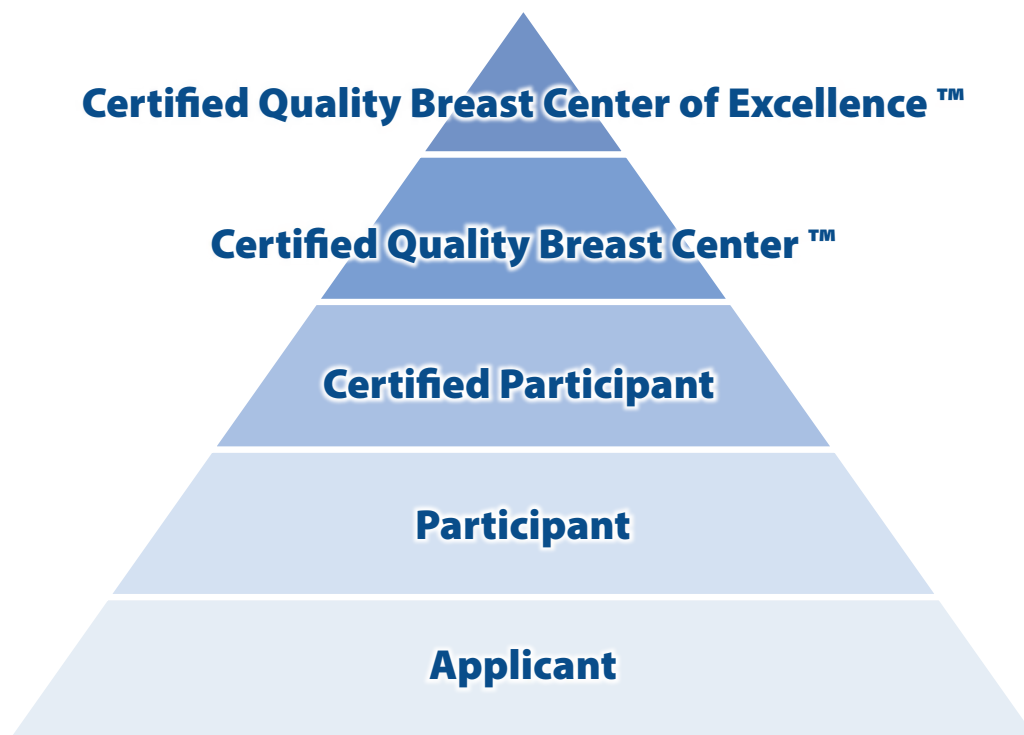 Certified Quality Breast Center of Excellence ™
Certified Quality Breast Center ™
Certified Participant
Participant
Applicant